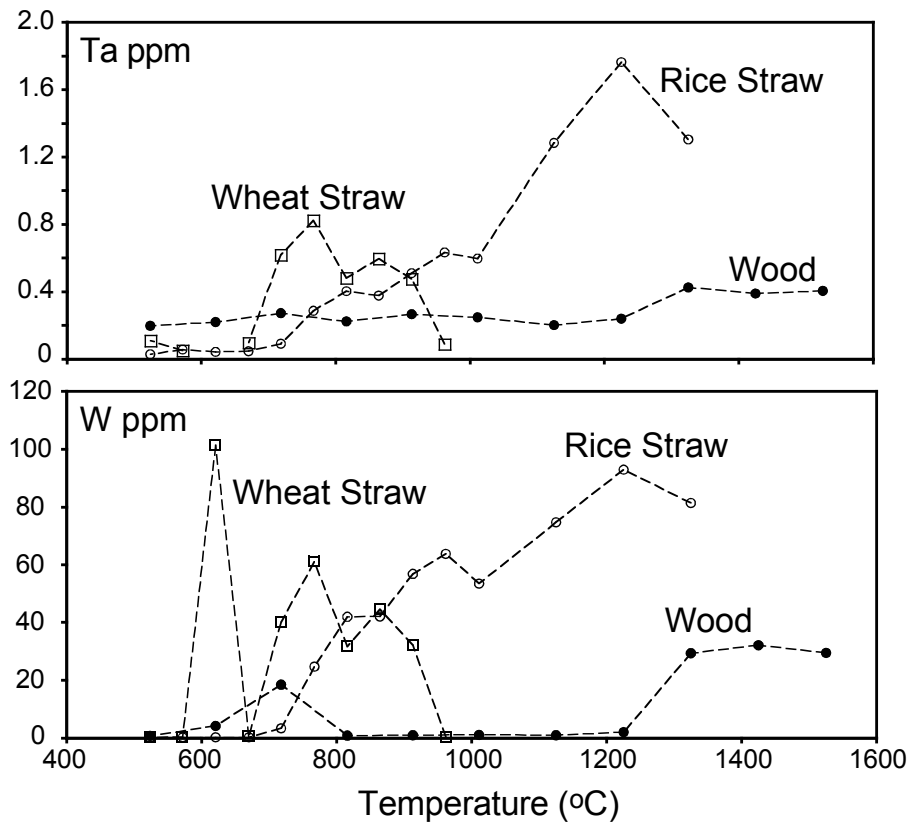 2.0
Ta ppm
1.6
Rice Straw
1.2
Wheat Straw
0.8
Wood
0.4
0
120
W ppm
100
Rice Straw
Wheat Straw
80
60
Wood
40
20
0
400 600 800 1000 1200 1400 1600
Temperature (oC)